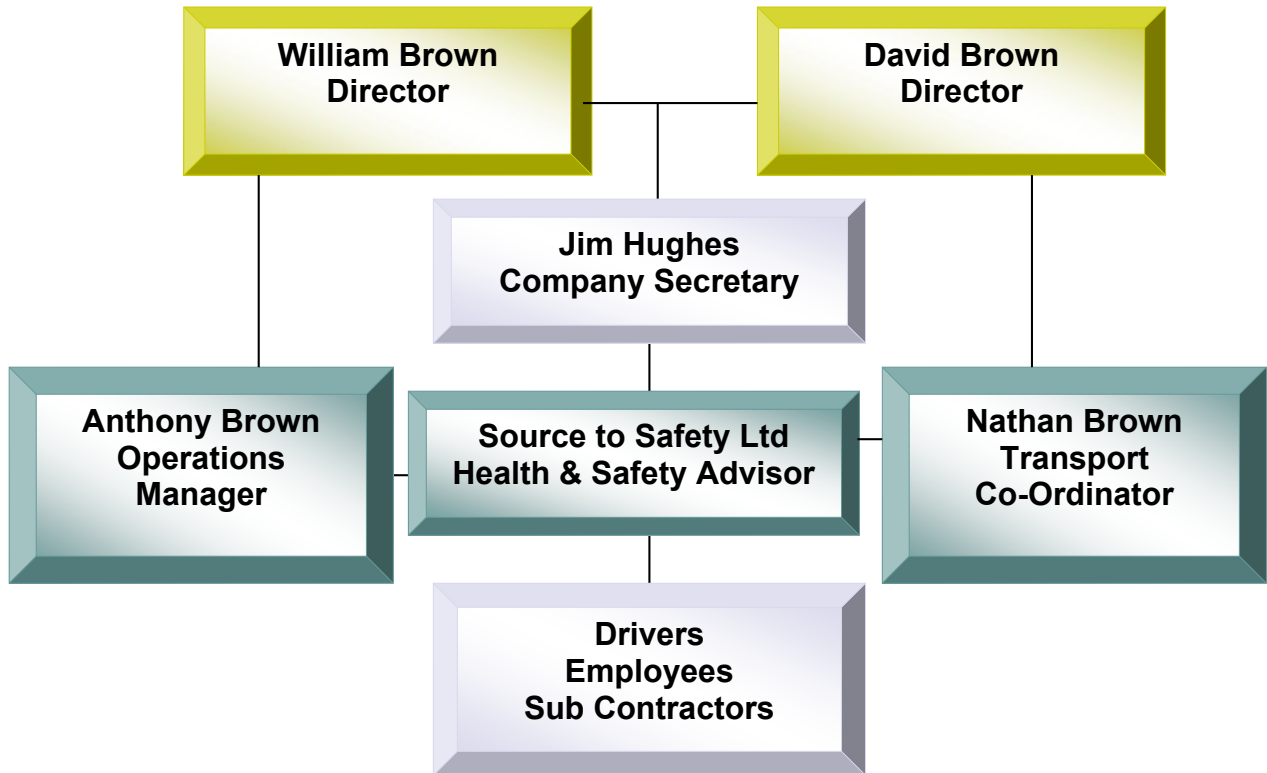 William Brown
Director
David Brown
Director
Jim Hughes
Company Secretary
Anthony Brown
Operations
Manager
Source to Safety Ltd
Health & Safety Advisor
Nathan Brown
Transport
Co-Ordinator
Drivers
Employees
Sub Contractors